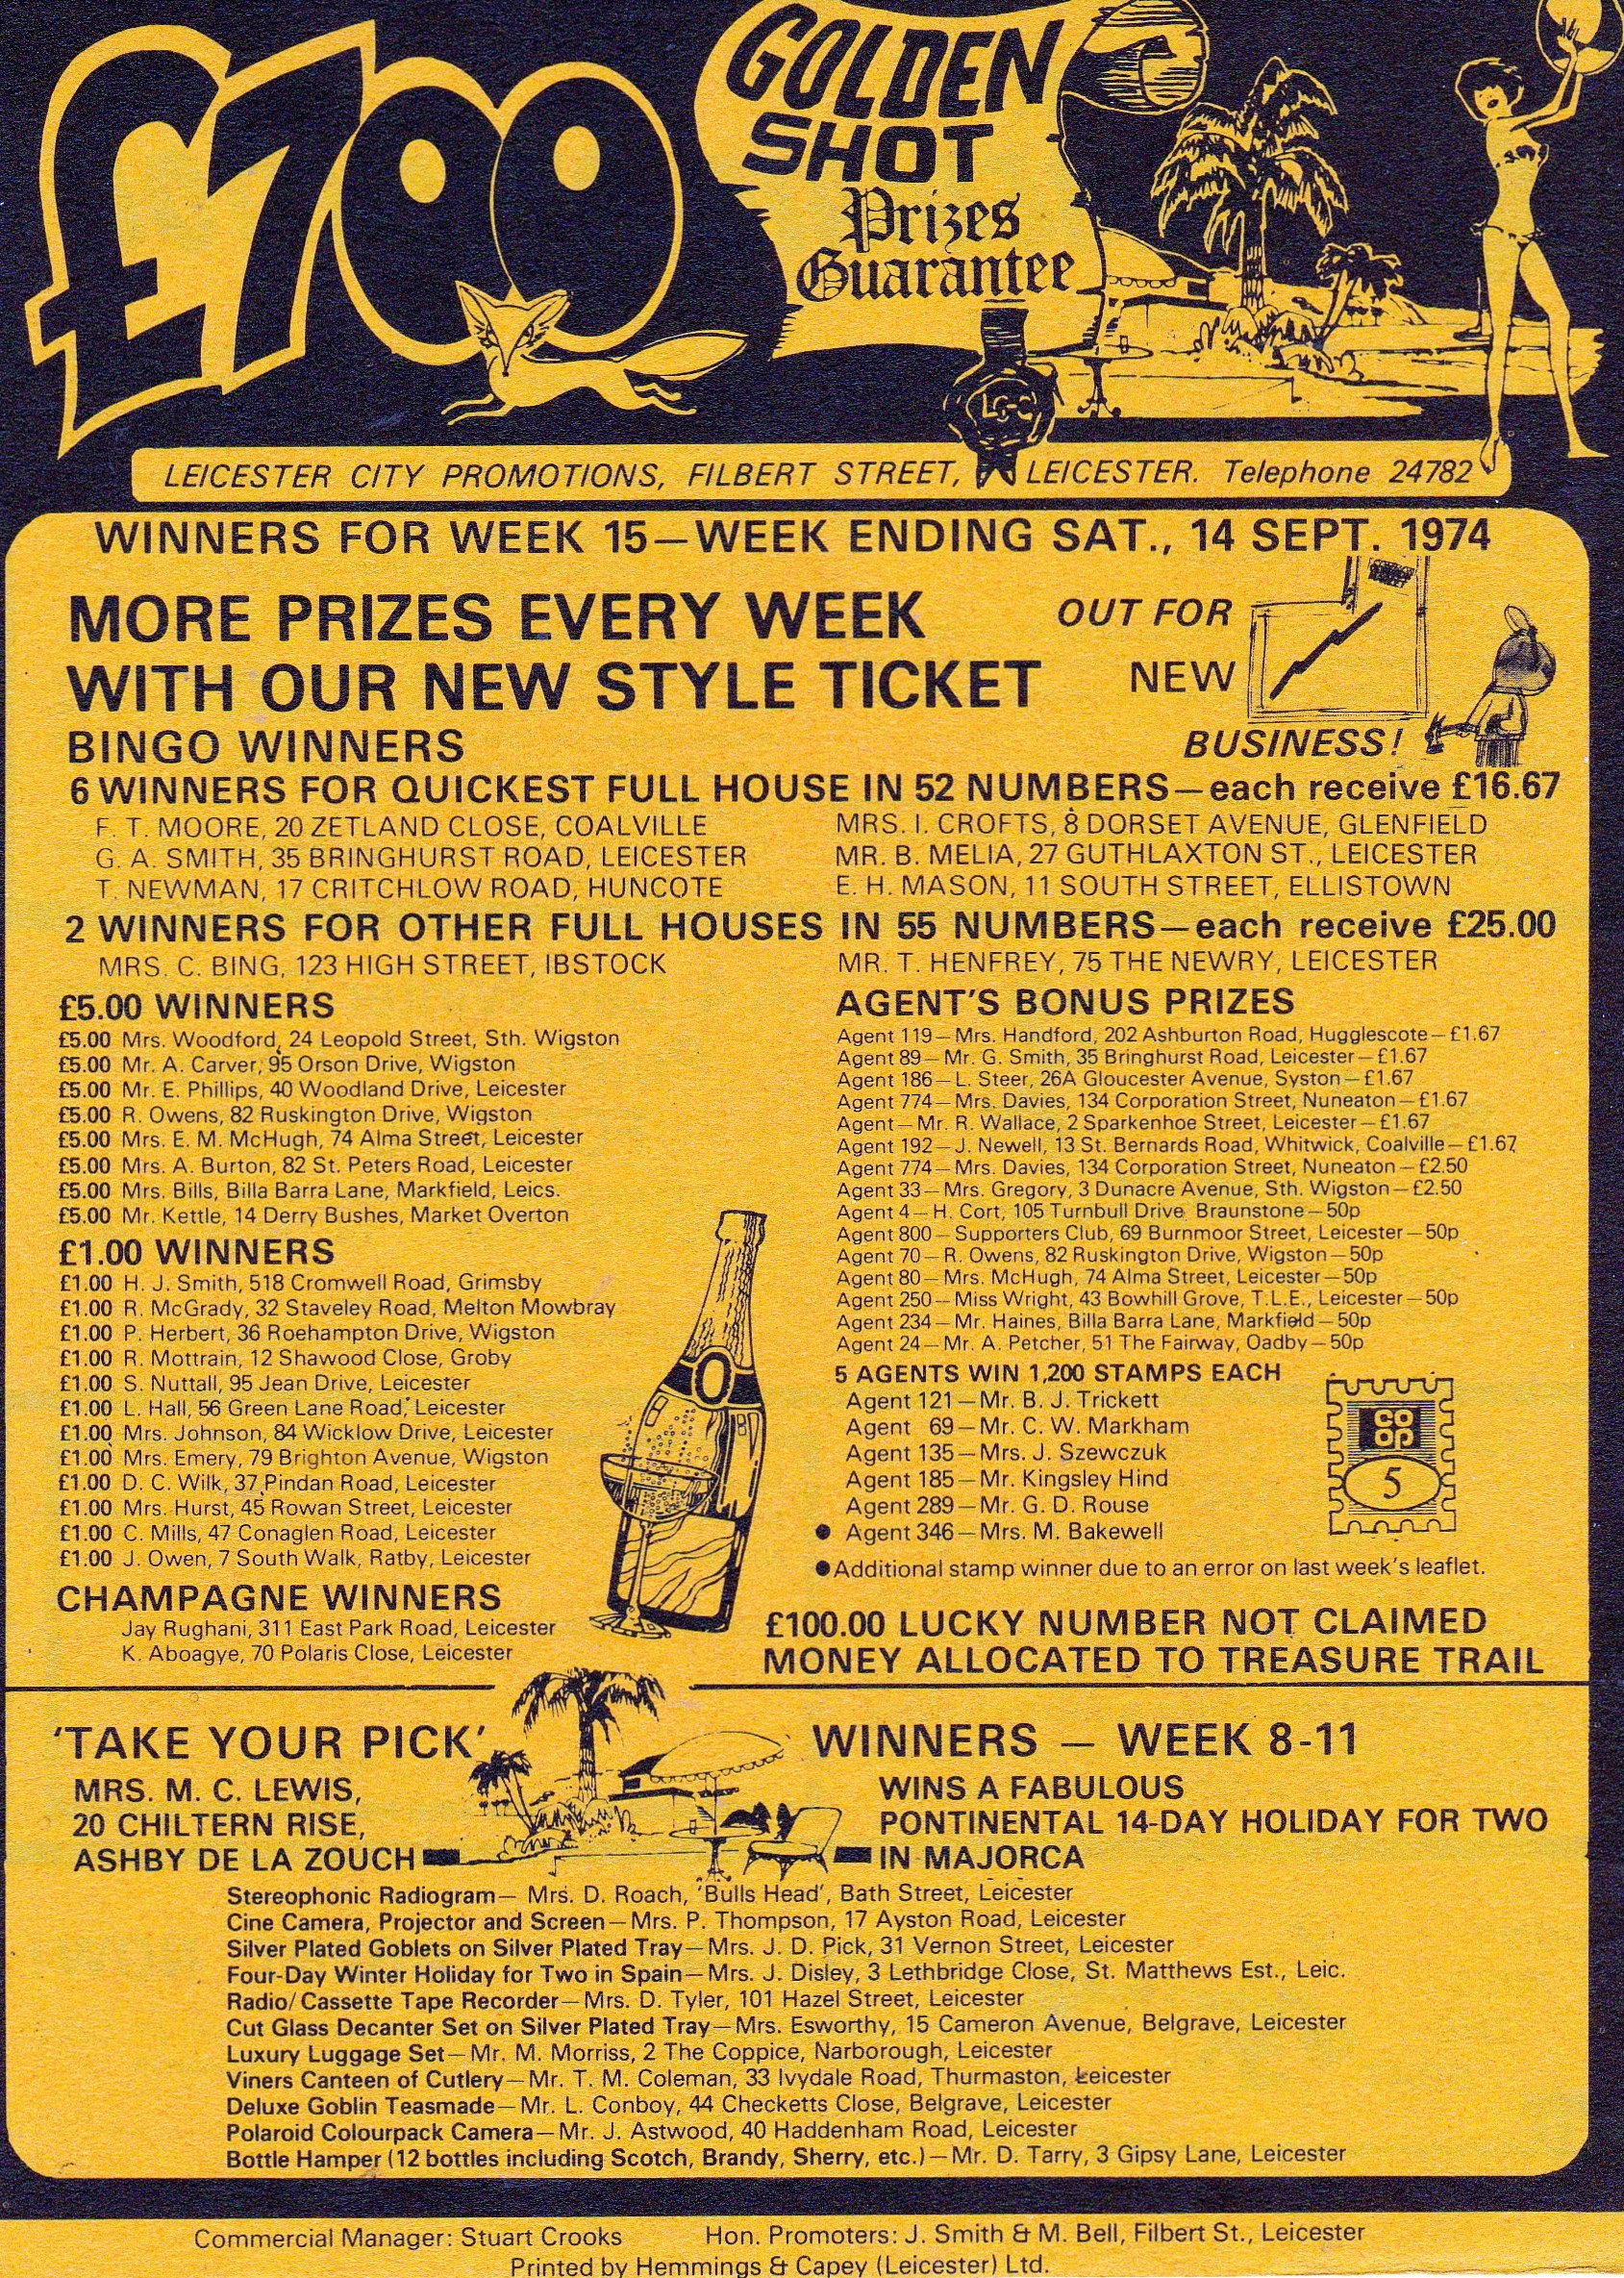 £700
GOLDEN
SHOT
Prizes
Guarantee
LEICESTER CITY PROMOTIONS, FILBERT STREET, LEICESTER. Telephone 24782
WINNERS FOR WEEK 15—WEEK ENDING SAT., 14 SEPT. 1974
MORE PRIZES EVERY WEEK
WITH OUR NEW STYLE TICKET
OUT FOR
NEW
BUSINESS!
BINGO WINNERS
6 WINNERS FOR QUICKEST FULL HOUSE IN 52 NUMBERS—each receive £16.67
F. T. MOORE, 20 ZETLAND CLOSE, COALVILLE
G. A. SMITH, 35 BRINGHURST ROAD, LEICESTER
T. NEWMAN, 17 CRITCHLOW ROAD, HUNCOTE
MRS. I. CROFTS, 8 DORSET AVENUE, GLENFIELD
MR. B. MELIA, 27 GUTHLAXTON ST., LEICESTER
E. H. MASON, 11 SOUTH STREET, ELLISTOWN
2 WINNERS FOR OTHER FULL HOUSES IN 55 NUMBERS—each receive £25.00
MRS. C. BING, 123 HIGH STREET, IBSTOCK
MR. T. HENFREY, 75 THE NEWRY, LEICESTER
£5.00 WINNERS
£5.00 Mrs. Woodford, 24 Leopold Street, Sth. Wigston
£5.00 Mr. A. Carver, 95 Orson Drive, Wigston
£5.00 Mr. E. Phillips, 40 Woodland Drive, Leicester
£5.00 R. Owens, 82 Ruskington Drive, Wigston
£5.00 Mrs. E. M. McHugh, 74 Alma Street, Leicester
£5.00 Mrs. A. Burton, 82 St. Peters Road, Leicester
£5.00 Mrs. Bills, Billa Barra Lane, Markfield, Leics.
£5.00 Mr. Kettle, 14 Derry Bushes, Market Overton
£1.00 WINNERS
£1.00 H. J. Smith, 518 Cromwell Road, Grimsby
£1.00 R. McGrady, 32 Staveley Road, Melton Mowbray
£1.00 P. Herbert, 36 Roehampton Drive, Wigston
£1.00 R. Mottrain, 12 Shawood Close, Groby
£1.00 S. Nuttall, 95 Jean Drive, Leicester
£1.00 L. Hall, 56 Green Lane Road, Leicester
£1.00 Mrs. Johnson, 84 Wicklow Drive, Leicester
£1.00 Mrs. Emery, 79 Brighton Avenue, Wigston
£1.00 D. C. Wilk, 37 Pindan Road, Leicester
£1.00 Mrs. Hurst, 45 Rowan Street, Leicester
£1.00 C. Mills, 47 Conaglen Road, Leicester
£1.00 J. Owen, 7 South Walk, Ratby, Leicester
CHAMPAGNE WINNERS
Jay Rughani, 311 East Park Road, Leicester
K. Aboagye, 70 Polaris Close, Leicester
AGENT'S BONUS PRIZES
Agent 119—Mrs. Handford, 202 Ashburton Road, Hugglescote—£1.67
Agent 89—Mr. G. Smith, 35 Bringhurst Road, Leicester—£1.67
Agent 186—L. Steer, 26A Gloucester Avenue, Syston—£1.67
Agent 774—Mrs. Davies, 134 Corporation Street, Nuneaton—£1.67
Agent—Mr. R. Wallace, 2 Sparkenhoe Street, Leicester—£1.67
Agent 192—J. Newell, 13 St. Bernards Road, Whitwick, Coalville—£1.67
Agent 774—Mrs. Davies, 134 Corporation Street, Nuneaton—£2.50
Agent 33—Mrs. Gregory, 3 Dunacre Avenue, Sth. Wigston—£2.50
Agent 4—H. Cort, 105 Turnbull Drive Braunstone—50p
Agent 800—Supporters Club, 69 Burnmoor Street, Leicester—50p
Agent 70—R. Owens, 82 Ruskington Drive, Wigston—50p
Agent 80—Mrs. McHugh, 74 Alma Street, Leicester—50p
Agent 250—Miss Wright, 43 Bowhill Grove, T.L.E., Leicester—50p
Agent 234—Mr. Haines, Billa Barra Lane, Markfield—50p
Agent 24—Mr. A. Petcher, 51 The Fairway, Oadby—50p
5 AGENTS WIN 1,200 STAMPS EACH
Agent 121—Mr. B. J. Trickett
Agent 69—Mr. C. W. Markham
Agent 135—Mrs. J. Szewczuk
Agent 185—Mr. Kingsley Hind
Agent 289—Mr. G. D. Rouse
● Agent 346—Mrs. M. Bakewell
CO
OP
5
●Additional stamp winner due to an error on last week's leaflet.
£100.00 LUCKY NUMBER NOT CLAIMED
MONEY ALLOCATED TO TREASURE TRAIL
'TAKE YOUR PICK' WINNERS — WEEK 8-11
MRS. M. C. LEWIS,
20 CHILTERN RISE,
ASHBY DE LA ZOUCH
WINS A FABULOUS
PONTINENTAL 14-DAY HOLIDAY FOR TWO
IN MAJORCA
Stereophonic Radiogram— Mrs. D. Roach, 'Bulls Head', Bath Street, Leicester
Cine Camera, Projector and Screen—Mrs. P. Thompson, 17 Ayston Road, Leicester
Silver Plated Goblets on Silver Plated Tray—Mrs. J. D. Pick, 31 Vernon Street, Leicester
Four-Day Winter Holiday for Two in Spain—Mrs. J. Disley, 3 Lethbridge Close, St. Matthews Est., Leic.
Radio/Cassette Tape Recorder—Mrs. D. Tyler, 101 Hazel Street, Leicester
Cut Glass Decanter Set on Silver Plated Tray—Mrs. Esworthy, 15 Cameron Avenue, Belgrave, Leicester
Luxury Luggage Set—Mr. M. Morriss, 2 The Coppice, Narborough, Leicester
Viners Canteen of Cutlery—Mr. T. M. Coleman, 33 Ivydale Road, Thurmaston, Leicester
Deluxe Goblin Teasmade—Mr. L. Conboy, 44 Checketts Close, Belgrave, Leicester
Polaroid Colourpack Camera—Mr. J. Astwood, 40 Haddenham Road, Leicester
Bottle Hamper (12 bottles including Scotch, Brandy, Sherry, etc.)—Mr. D. Tarry, 3 Gipsy Lane, Leicester
Commercial Manager: Stuart Crooks Hon. Promoters: J. Smith & M. Bell, Filbert St., Leicester
Printed by Hemmings & Capey (Leicester) Ltd.